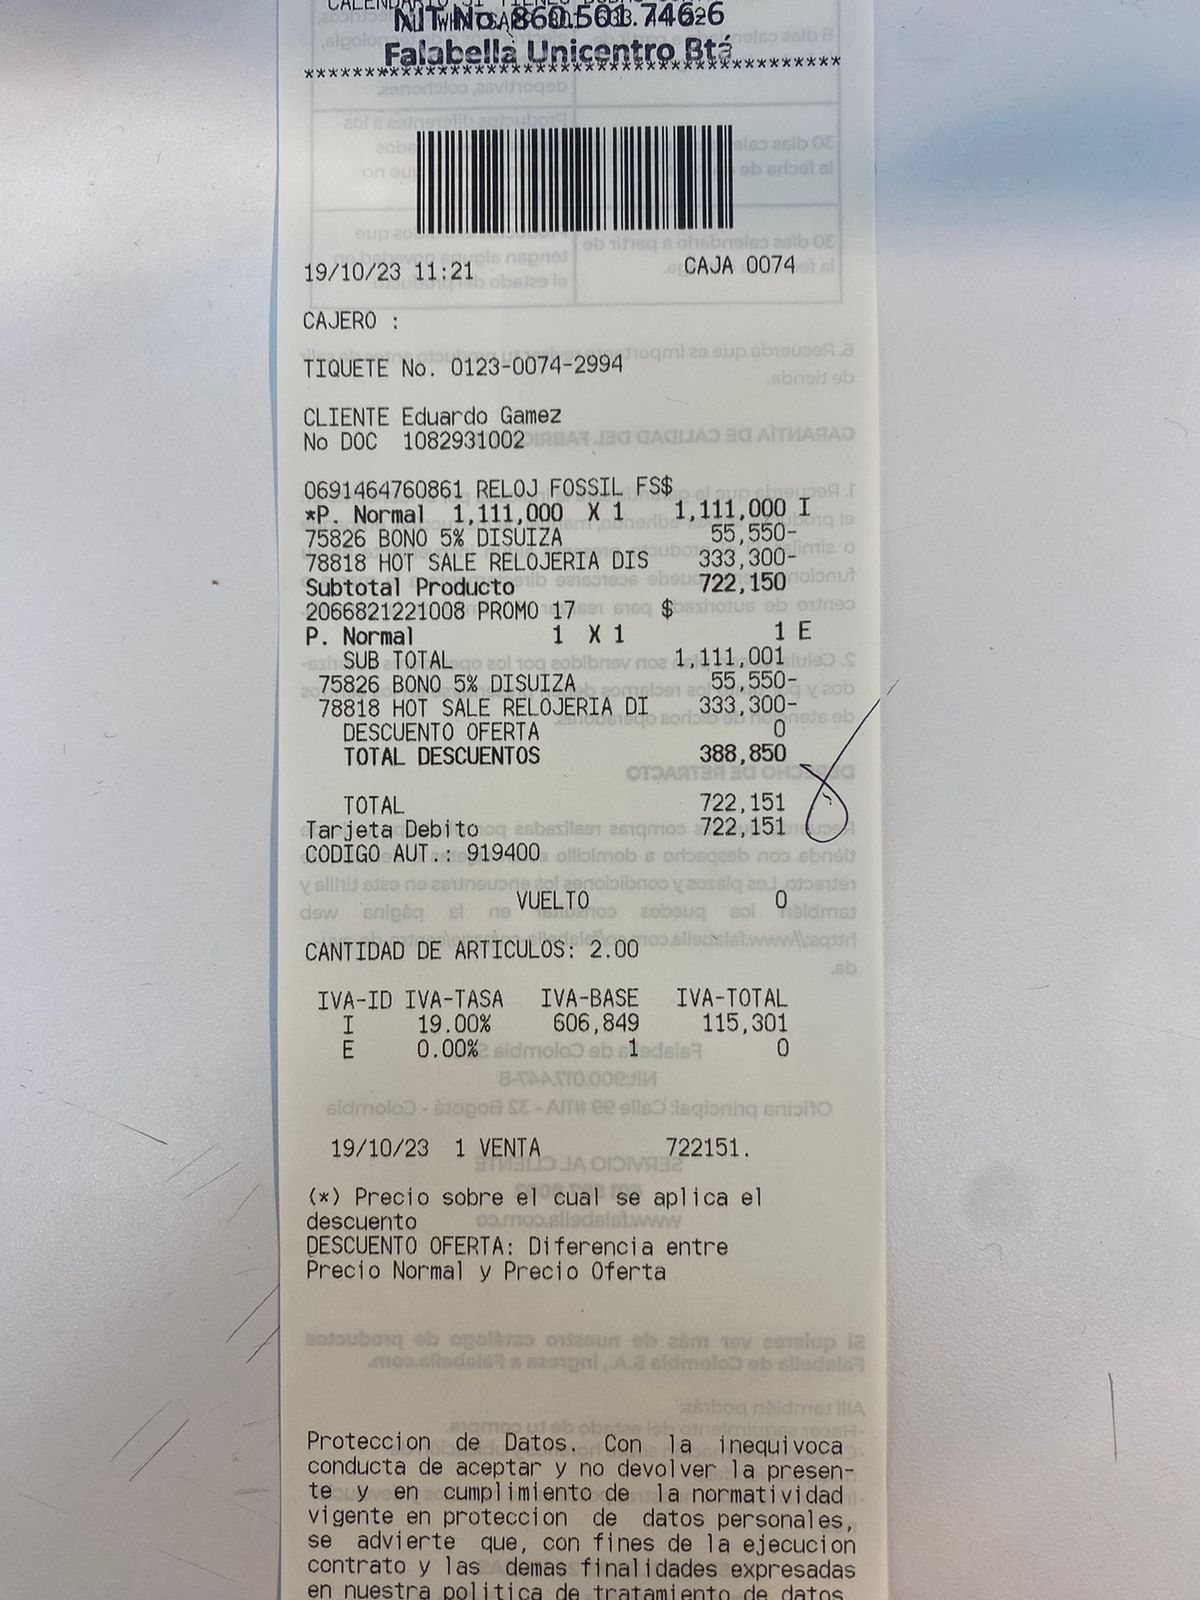 NIT No. 860.501.746-6
Falabella Unicentro Btá
*******************************************
19/10/23 11:21 CAJA 0074
CAJERO :
TIQUETE No. 0123-0074-2994
CLIENTE Eduardo Gamez
No DOC 1082931002
0691464760861 RELOJ FOSSIL FS$
*P. Normal 1,111,000 X 1 1,111,000 I
75826 BONO 5% DISUIZA 55,550-
78818 HOT SALE RELOJERIA DIS 333,300-
Subtotal Producto 722,150
2066821221008 PROMO 17 $
P. Normal 1 X 1 1 E
SUB TOTAL 1,111,001
75826 BONO 5% DISUIZA 55,550-
78818 HOT SALE RELOJERIA DI 333,300-
DESCUENTO OFERTA 0
TOTAL DESCUENTOS 388,850
TOTAL 722,151
Tarjeta Debito 722,151
CODIGO AUT.: 919400
VUELTO 0
CANTIDAD DE ARTICULOS: 2.00
IVA-ID IVA-TASA IVA-BASE IVA-TOTAL
I 19.00% 606,849 115,301
E 0.00% 1 0
19/10/23 1 VENTA 722151.
(*) Precio sobre el cual se aplica el
descuento
DESCUENTO OFERTA: Diferencia entre
Precio Normal y Precio Oferta
Proteccion de Datos. Con la inequivoca
conducta de aceptar y no devolver la presen-
te y en cumplimiento de la normatividad
vigente en proteccion de datos personales,
se advierte que, con fines de la ejecucion
contrato y las demas finalidades expresadas
en nuestra politica de tratamiento de datos